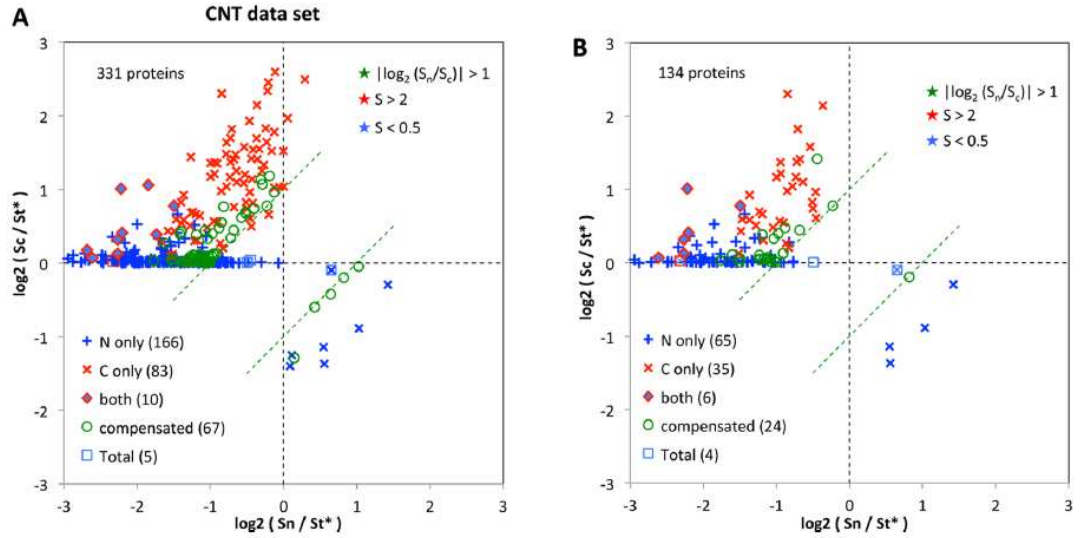 A
CNT data set
331 proteins
★ |log₂ (Sₙ/S꜀)| > 1
★ S > 2
★ S < 0.5
3
2
1
0
-1
-2
-3
log2 ( Sc / St* )
N only (166)
C only (83)
both (10)
compensated (67)
Total (5)
-3 -2 -1 0 1 2 3
log2 ( Sn / St* )
B
134 proteins
★ |log₂ (Sₙ/S꜀)| > 1
★ S > 2
★ S < 0.5
3
2
1
0
-1
-2
-3
log2 ( Sc / St* )
N only (65)
C only (35)
both (6)
compensated (24)
Total (4)
-3 -2 -1 0 1 2 3
log2 ( Sn / St* )